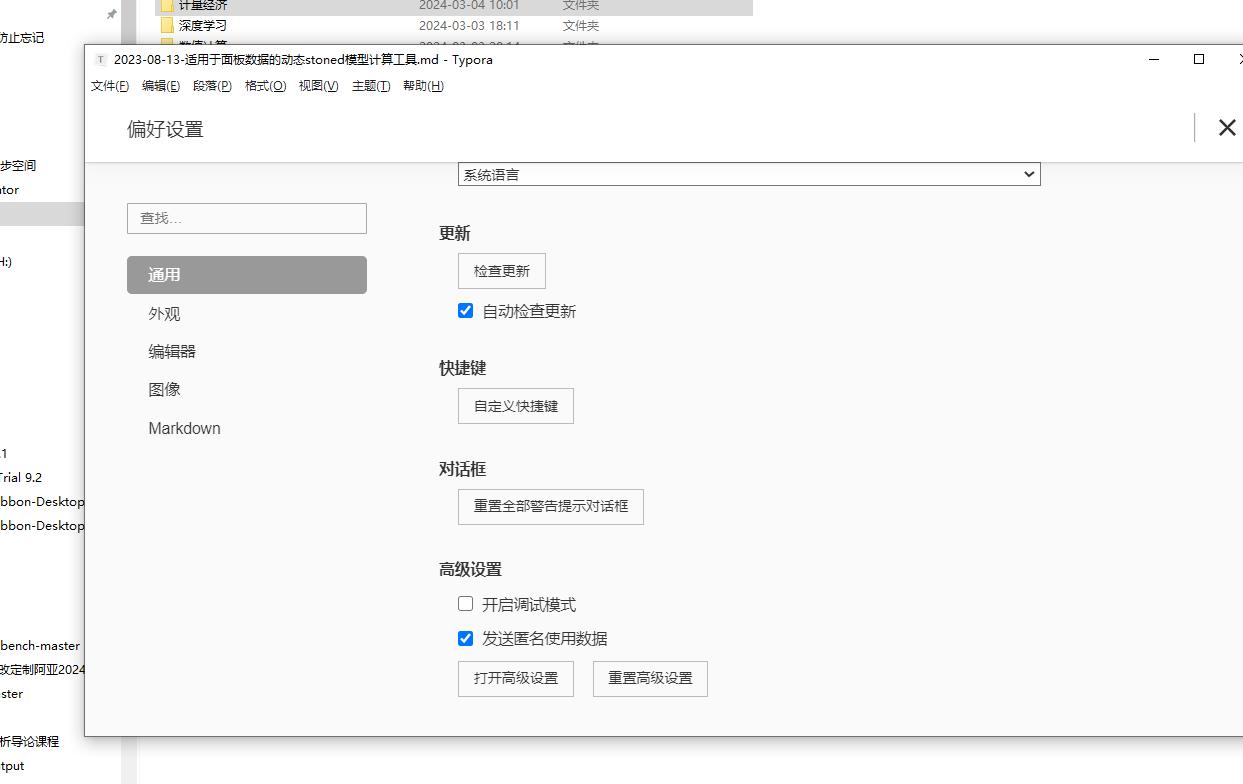 计量经济 2024-03-04 10:01 文件夹
深度学习 2024-03-03 18:11 文件夹
防止忘记
2023-08-13-适用于面板数据的动态stoned模型计算工具.md - Typora
文件(F) 编辑(E) 段落(P) 格式(O) 视图(V) 主题(T) 帮助(H)
偏好设置
步空间
ator
H:)
.1
Trial 9.2
bbon-Desktop
bbon-Desktop
bench-master
改定制阿亚2024
ster
析导论课程
tput
查找...
通用
外观
编辑器
图像
Markdown
系统语言
更新
检查更新
自动检查更新
快捷键
自定义快捷键
对话框
重置全部警告提示对话框
高级设置
开启调试模式
发送匿名使用数据
打开高级设置 重置高级设置